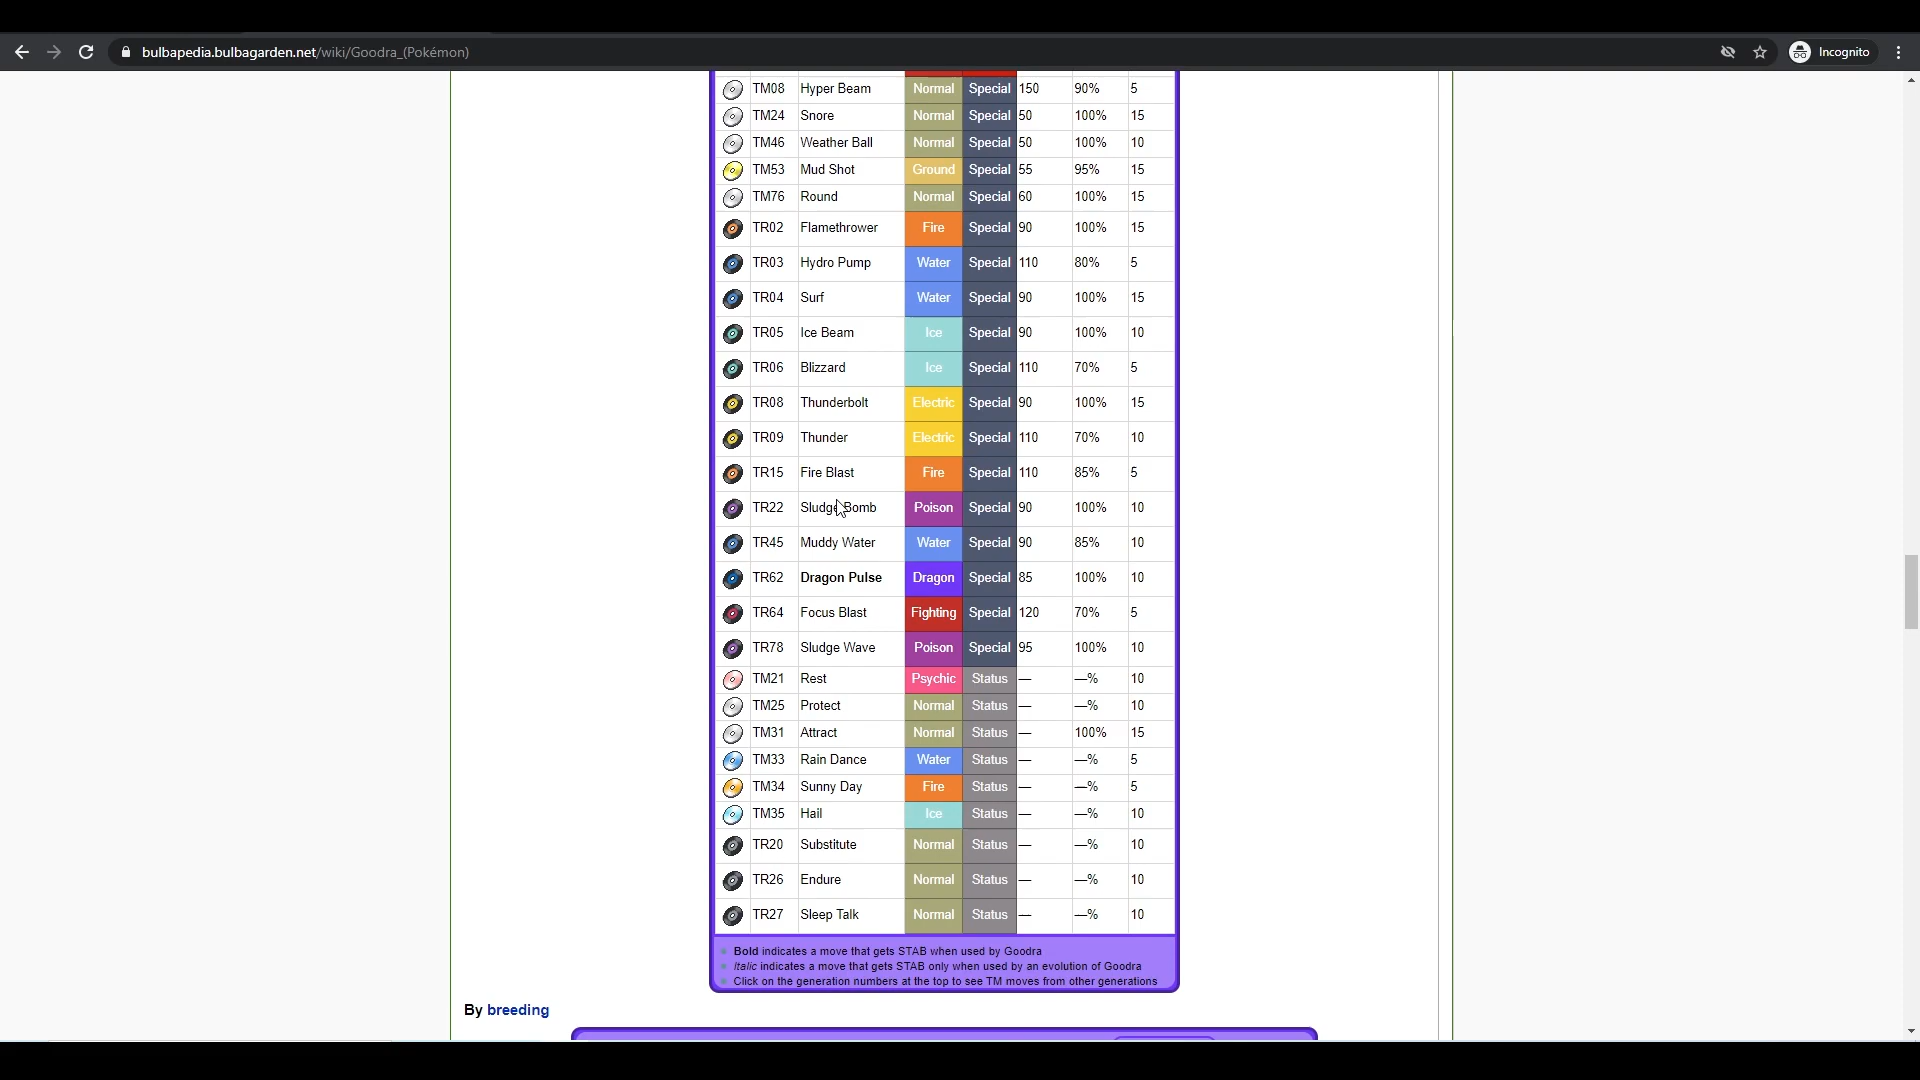 bulbapedia.bulbagarden.net/wiki/Goodra_(Pokémon)
Incognito
TM08 Hyper Beam Normal Special 150 90% 5
TM24 Snore Normal Special 50 100% 15
TM46 Weather Ball Normal Special 50 100% 10
TM53 Mud Shot Ground Special 55 95% 15
TM76 Round Normal Special 60 100% 15
TR02 Flamethrower Fire Special 90 100% 15
TR03 Hydro Pump Water Special 110 80% 5
TR04 Surf Water Special 90 100% 15
TR05 Ice Beam Ice Special 90 100% 10
TR06 Blizzard Ice Special 110 70% 5
TR08 Thunderbolt Electric Special 90 100% 15
TR09 Thunder Electric Special 110 70% 10
TR15 Fire Blast Fire Special 110 85% 5
TR22 Sludge Bomb Poison Special 90 100% 10
TR45 Muddy Water Water Special 90 85% 10
TR62 Dragon Pulse Dragon Special 85 100% 10
TR64 Focus Blast Fighting Special 120 70% 5
TR78 Sludge Wave Poison Special 95 100% 10
TM21 Rest Psychic Status — —% 10
TM25 Protect Normal Status — —% 10
TM31 Attract Normal Status — 100% 15
TM33 Rain Dance Water Status — —% 5
TM34 Sunny Day Fire Status — —% 5
TM35 Hail Ice Status — —% 10
TR20 Substitute Normal Status — —% 10
TR26 Endure Normal Status — —% 10
TR27 Sleep Talk Normal Status — —% 10
Bold indicates a move that gets STAB when used by Goodra
Italic indicates a move that gets STAB only when used by an evolution of Goodra
Click on the generation numbers at the top to see TM moves from other generations
By breeding